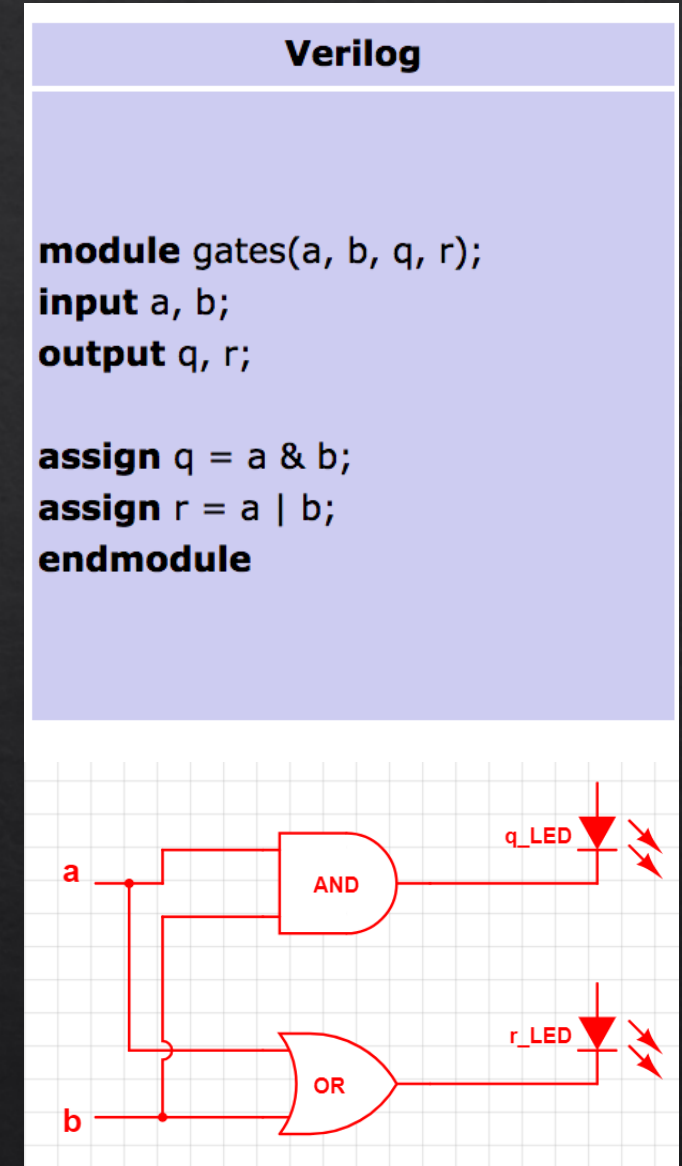 Verilog
module gates(a, b, q, r);
input a, b;
output q, r;
assign q = a & b;
assign r = a | b;
endmodule
q_LED
a
AND
r_LED
OR
b